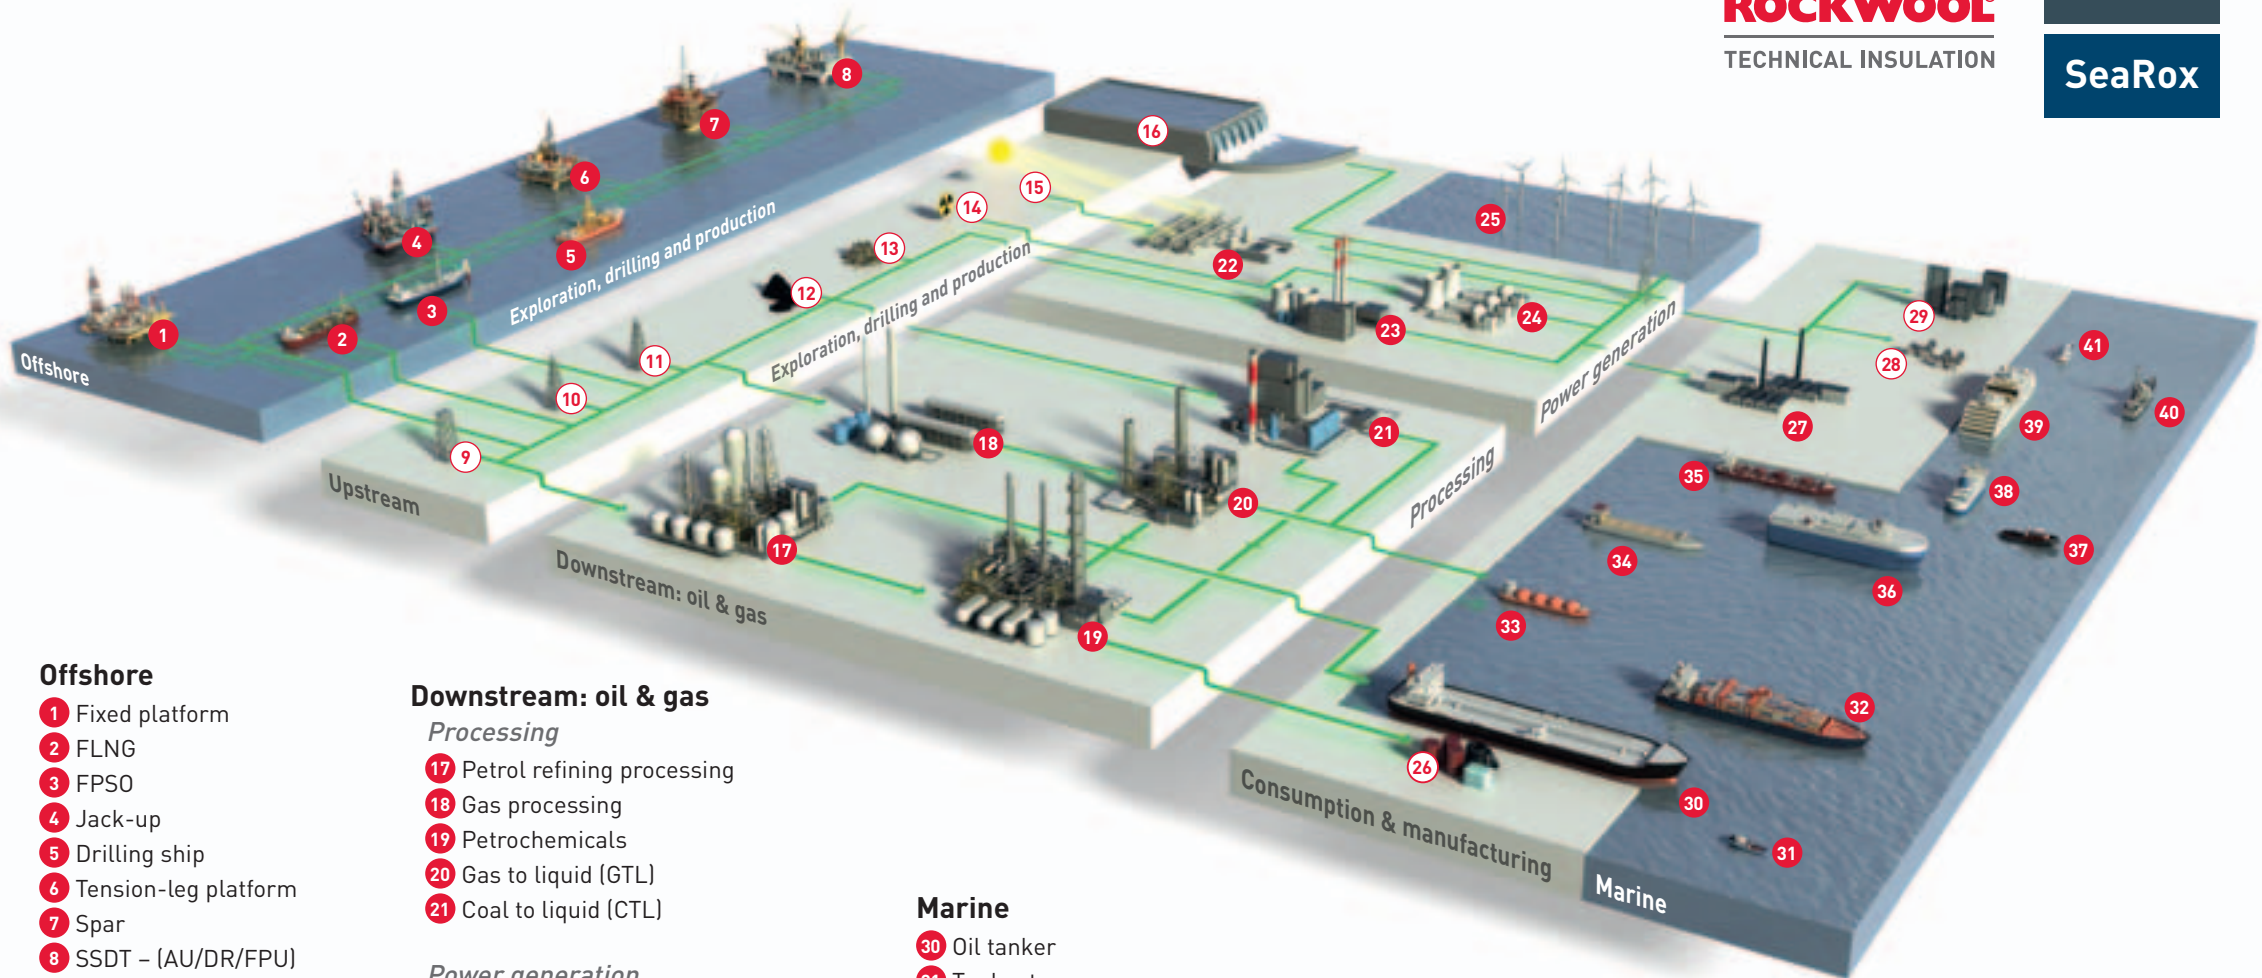 ROCKWOOL
TECHNICAL INSULATION
SeaRox
8
7
16
6
15
14
4
5
13
25
Exploration, drilling and production
22
12
3
Exploration, drilling and production
1
2
11
23
24
29
41
28
Offshore
10
Power generation
40
9
18
21
27
39
Upstream
20
Processing
35
38
17
34
37
Downstream: oil & gas
36
19
33
32
26
30
Consumption & manufacturing
31
Marine
Offshore
1 Fixed platform
2 FLNG
3 FPSO
4 Jack-up
5 Drilling ship
6 Tension-leg platform
7 Spar
8 SSDT – (AU/DR/FPU)
Downstream: oil & gas
Processing
17 Petrol refining processing
18 Gas processing
19 Petrochemicals
20 Gas to liquid (GTL)
21 Coal to liquid (CTL)
Power generation
Marine
30 Oil tanker